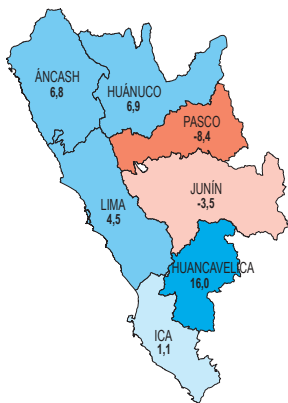 ÁNCASH
6,8
HUÁNUCO
6,9
PASCO
-8,4
LIMA
4,5
JUNÍN
-3,5
HUANCAVELICA
16,0
ICA
1,1